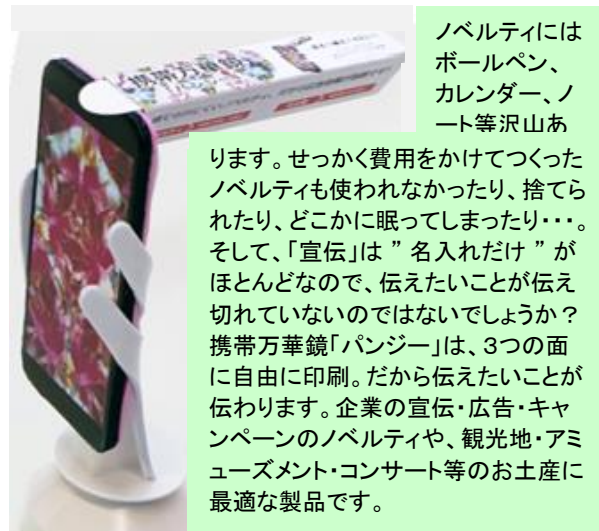 携帯万華鏡
ノベルティには
ボールペン、
カレンダー、ノ
ート等沢山あ
ります。せっかく費用をかけてつくった
ノベルティも使われなかったり、捨てら
れたり、どこかに眠ってしまったり・・・。
そして、「宣伝」は ” 名入れだけ ” が
ほとんどなので、伝えたいことが伝え
切れていないのではないでしょうか？
携帯万華鏡「パンジー」は、３つの面
に自由に印刷。だから伝えたいことが
伝わります。企業の宣伝・広告・キャ
ンペーンのノベルティや、観光地・アミ
ューズメント・コンサート等のお土産に
最適な製品です。